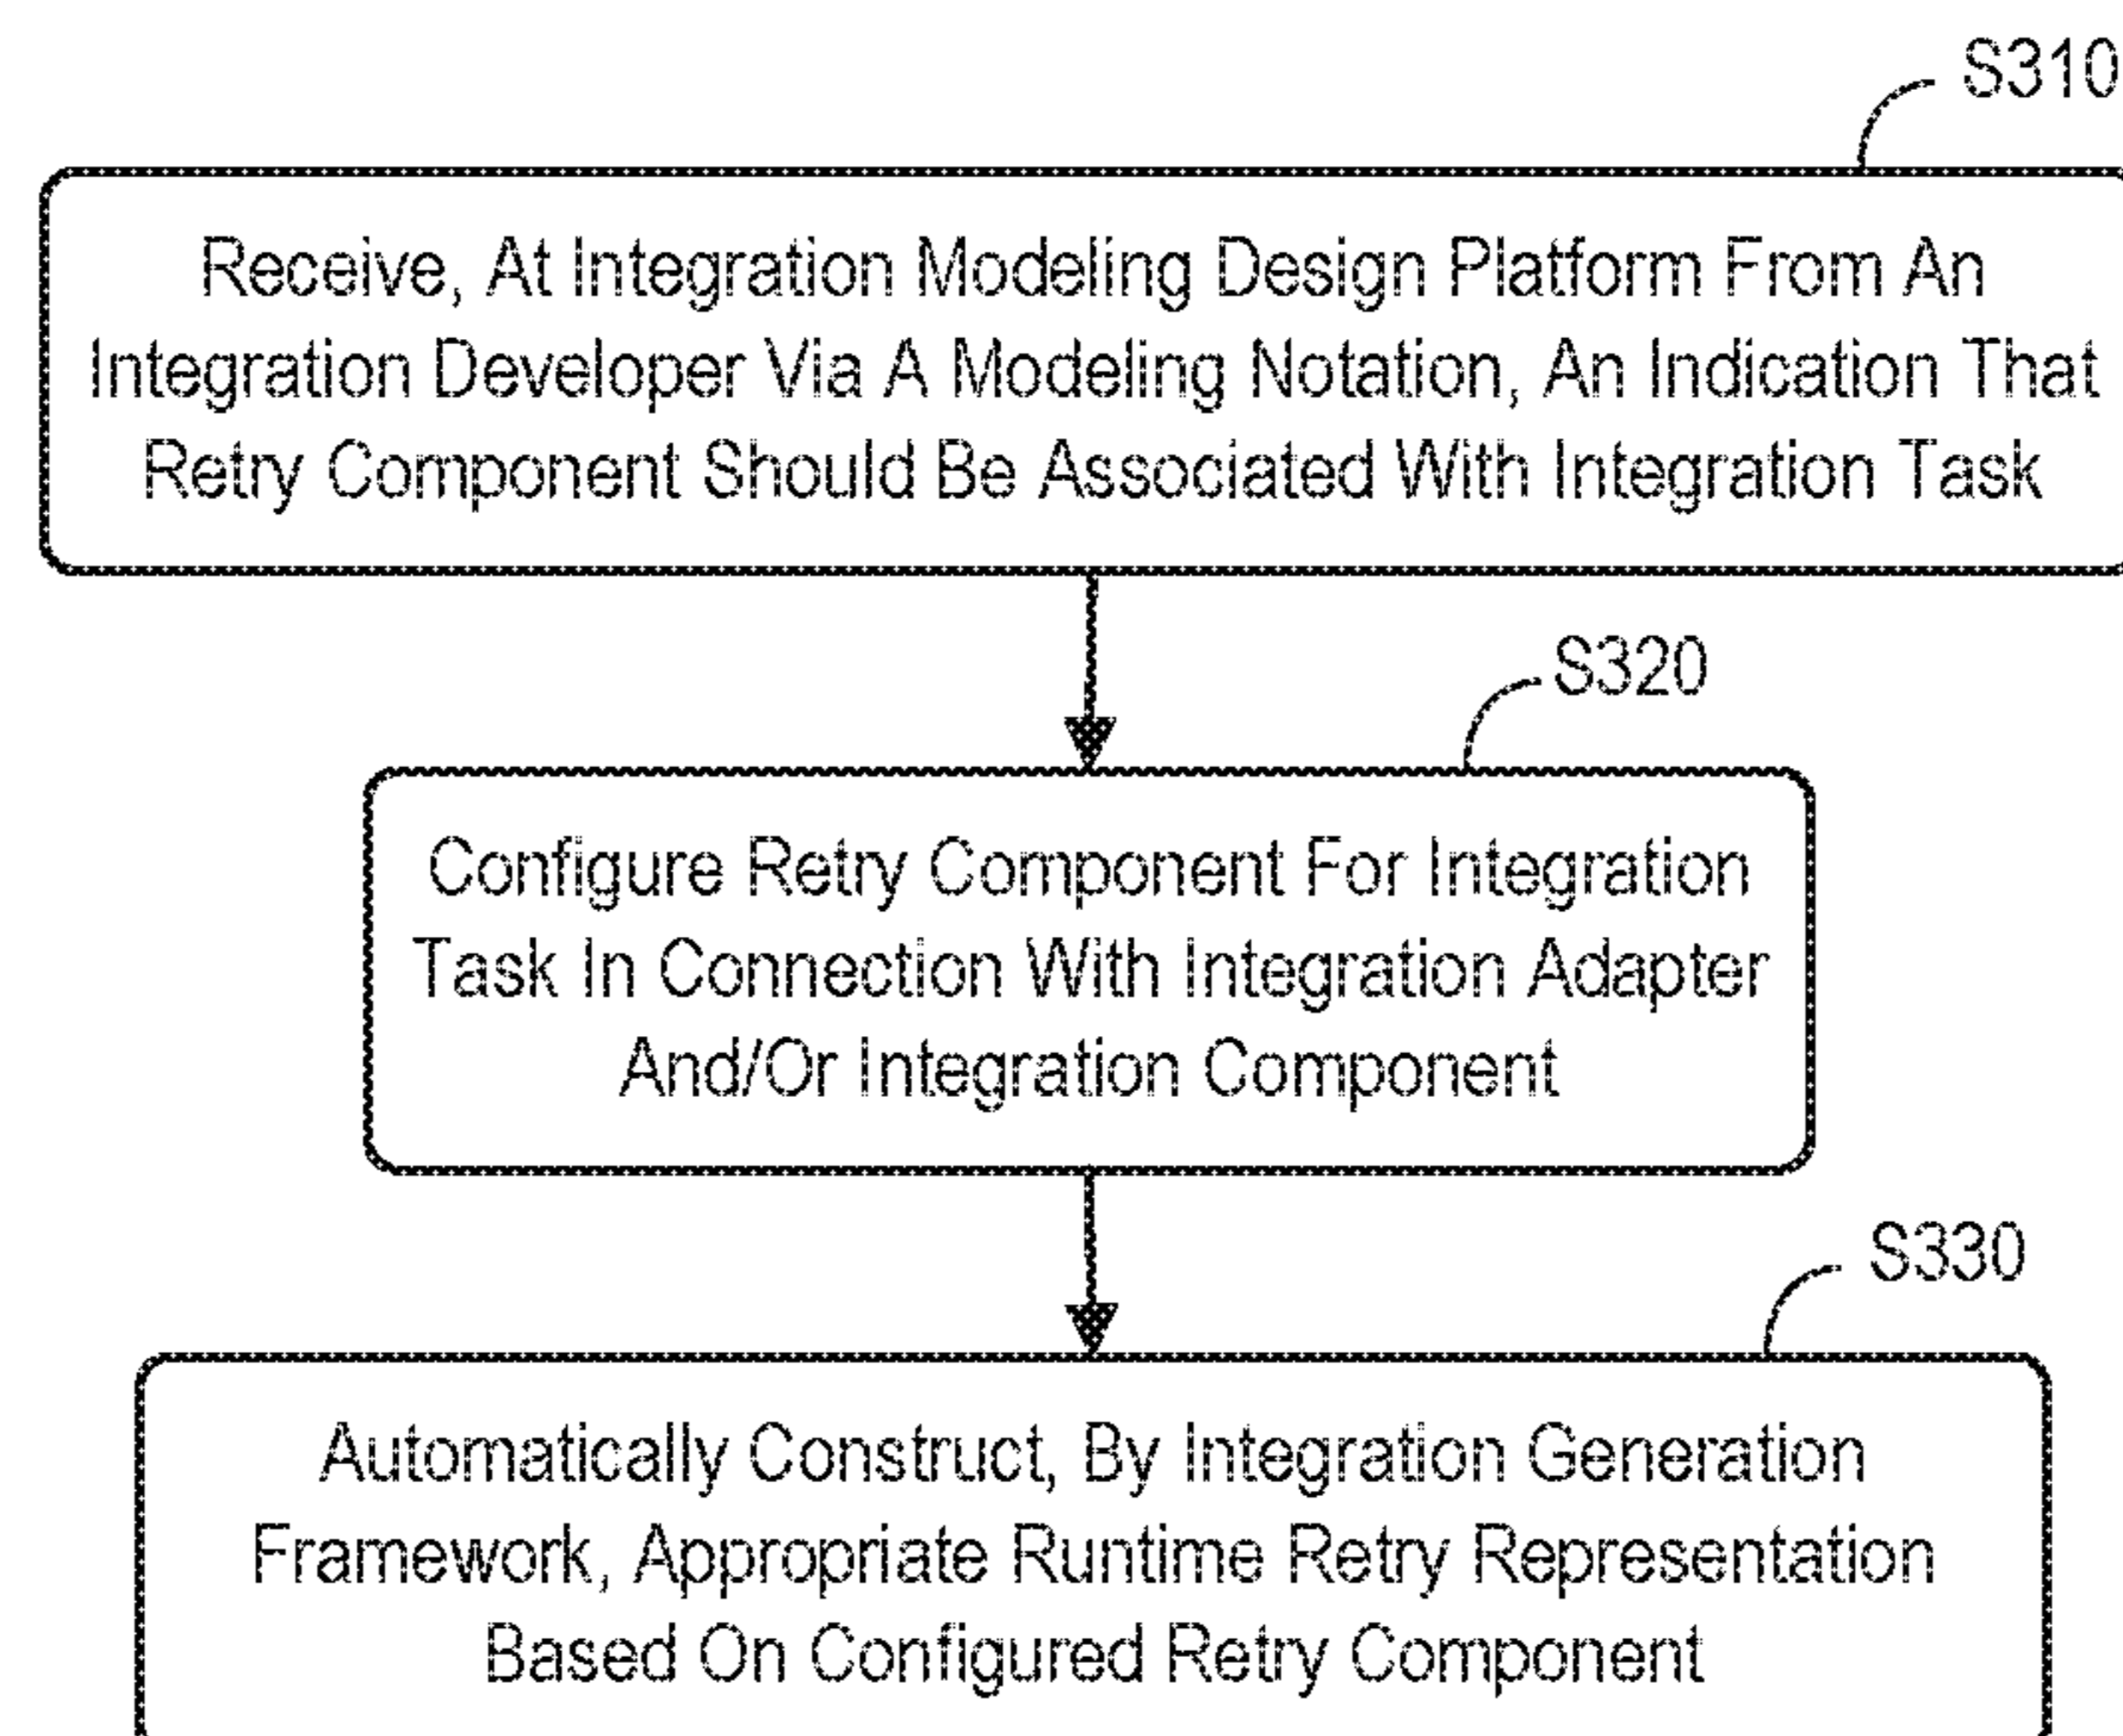 S310
Receive, At Integration Modeling Design Platform From An
Integration Developer Via A Modeling Notation, An Indication That
Retry Component Should Be Associated With Integration Task
S320
Configure Retry Component For Integration
Task In Connection With Integration Adapter
And/Or Integration Component
S330
Automatically Construct, By Integration Generation
Framework, Appropriate Runtime Retry Representation
Based On Configured Retry Component